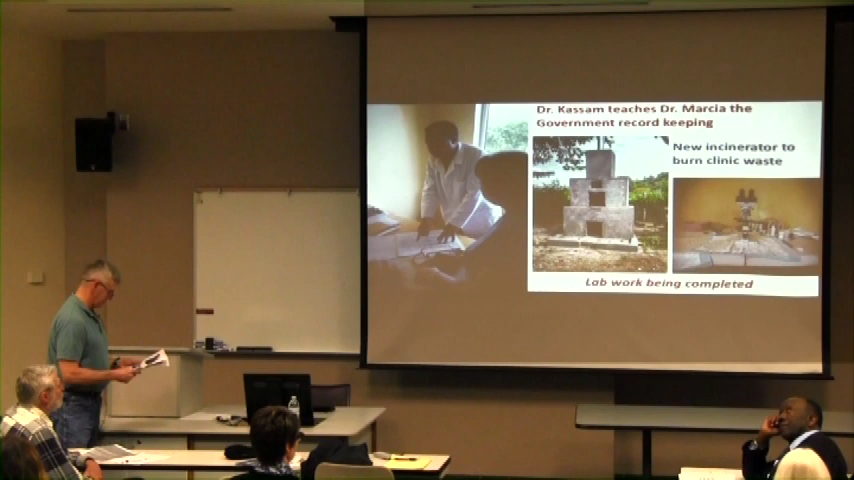 Dr. Kassam teaches Dr. Marcia the
Government record keeping
New incinerator to
burn clinic waste
Lab work being completed